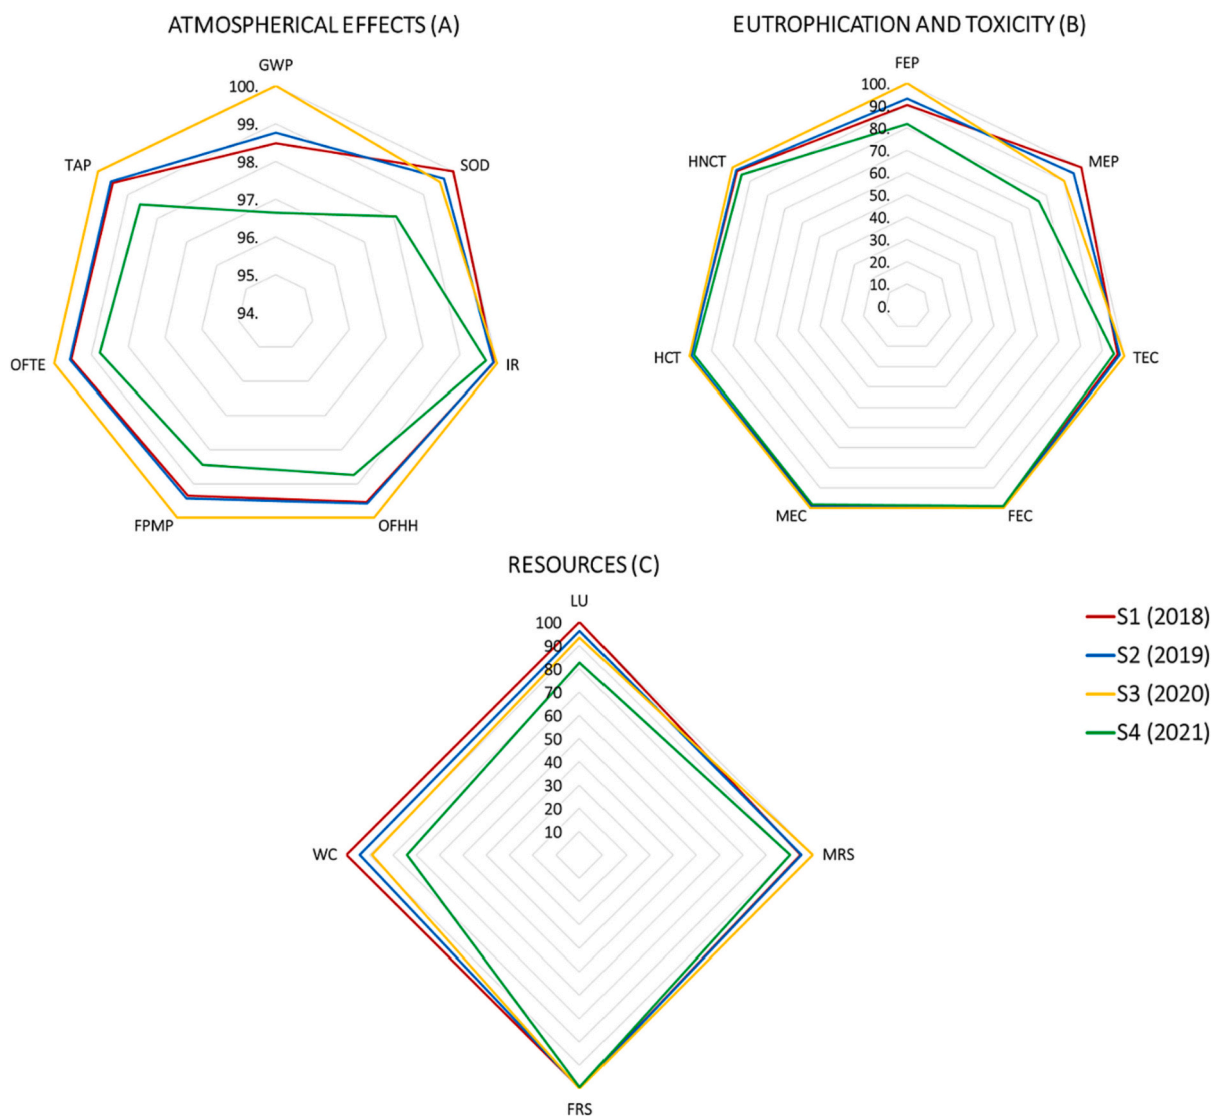 ATMOSPHERICAL EFFECTS (A)
GWP
100.
99.
98.
97.
96.
95.
94.
TAP
SOD
OFTE
IR
FPMP
OFHH
EUTROPHICATION AND TOXICITY (B)
FEP
100.
90.
80.
70.
60.
50.
40.
30.
20.
10.
0.
HNCT
MEP
HCT
TEC
MEC
FEC
RESOURCES (C)
LU
100
90
80
70
60
50
40
30
20
10
WC
MRS
FRS
S1 (2018)
S2 (2019)
S3 (2020)
S4 (2021)